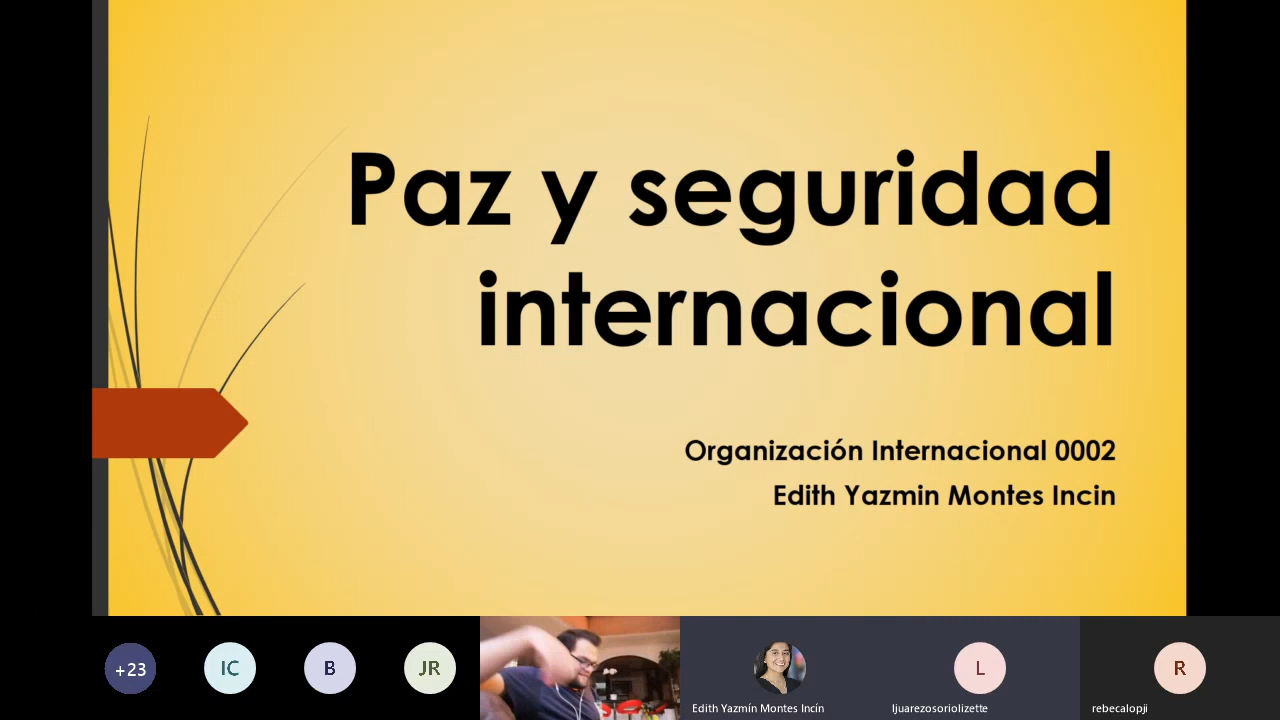 Paz y seguridad
internacional
Organización Internacional 0002
Edith Yazmin Montes Incin
+23
IC
B
JR
L
R
Edith Yazmín Montes Incín
ljuarezosoriolizette
rebecalopji